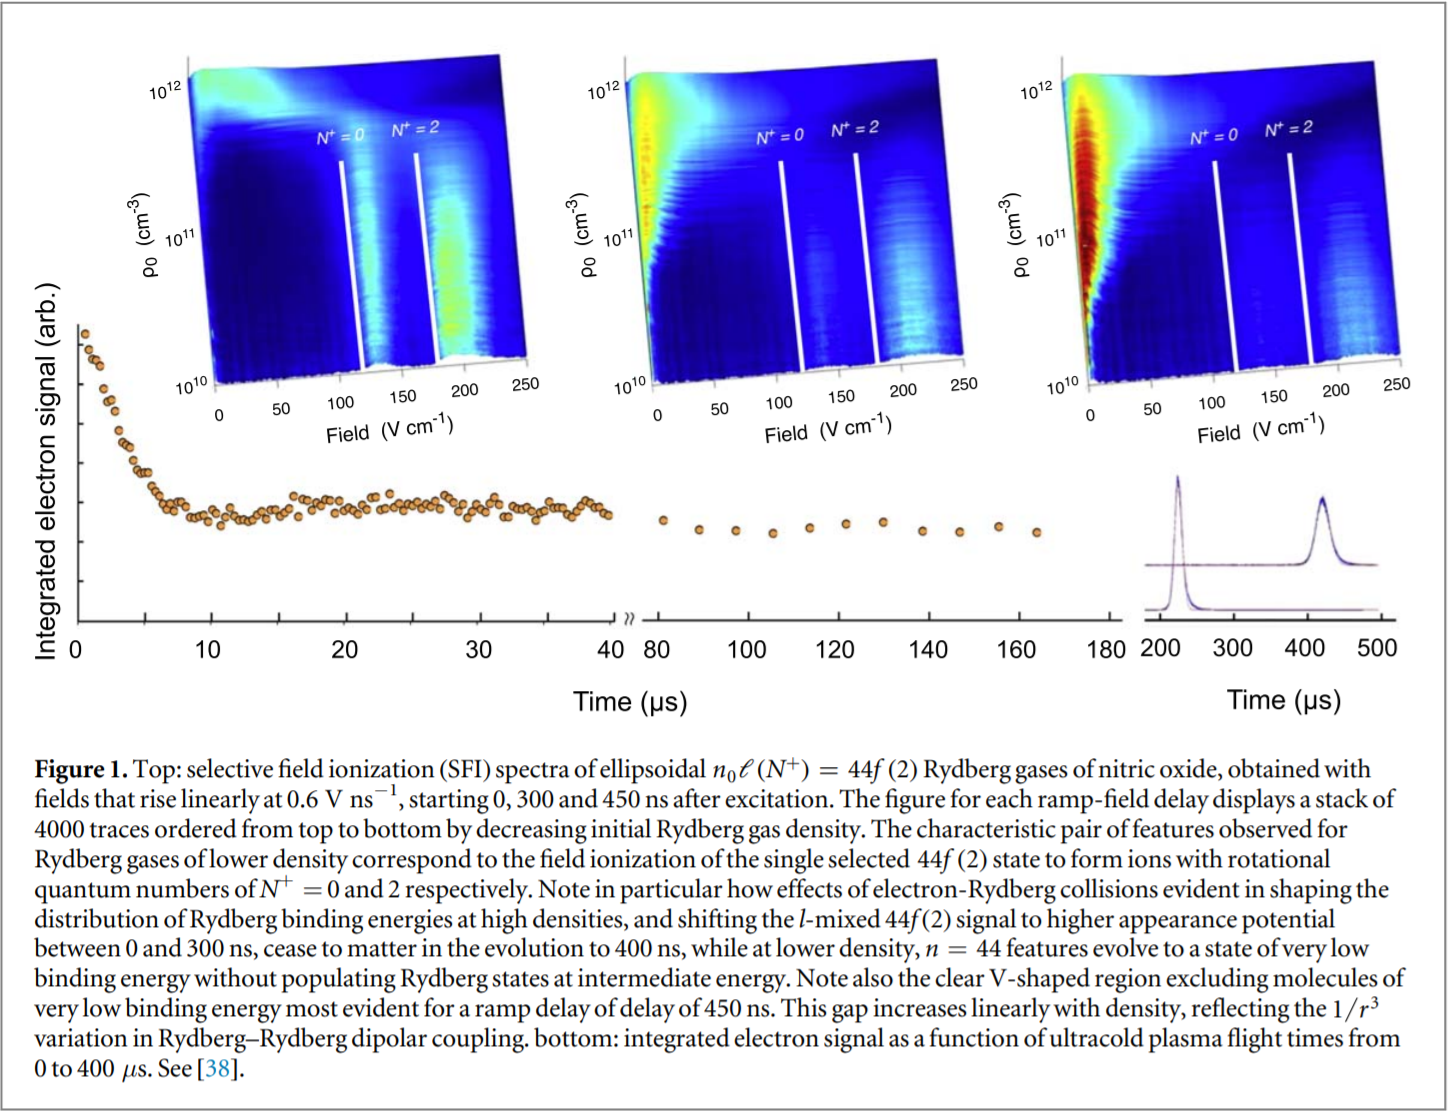 10¹²
10¹¹
10¹⁰
ρ₀ (cm⁻³)
N⁺ = 0
N⁺ = 2
0 50 100 150 200 250
Field (V cm⁻¹)
10¹²
10¹¹
10¹⁰
ρ₀ (cm⁻³)
N⁺ = 0
N⁺ = 2
0 50 100 150 200 250
Field (V cm⁻¹)
10¹²
10¹¹
10¹⁰
ρ₀ (cm⁻³)
N⁺ = 0
N⁺ = 2
0 50 100 150 200 250
Field (V cm⁻¹)
Integrated electron signal (arb.)
0 10 20 30 40 80 100 120 140 160 180 200 300 400 500
Time (µs)
Time (µs)
Figure 1. Top: selective field ionization (SFI) spectra of ellipsoidal n₀ℓ (N⁺) = 44f (2) Rydberg gases of nitric oxide, obtained with
fields that rise linearly at 0.6 V ns⁻¹, starting 0, 300 and 450 ns after excitation. The figure for each ramp-field delay displays a stack of
4000 traces ordered from top to bottom by decreasing initial Rydberg gas density. The characteristic pair of features observed for
Rydberg gases of lower density correspond to the field ionization of the single selected 44f (2) state to form ions with rotational
quantum numbers of N⁺ = 0 and 2 respectively. Note in particular how effects of electron-Rydberg collisions evident in shaping the
distribution of Rydberg binding energies at high densities, and shifting the l-mixed 44f(2) signal to higher appearance potential
between 0 and 300 ns, cease to matter in the evolution to 400 ns, while at lower density, n = 44 features evolve to a state of very low
binding energy without populating Rydberg states at intermediate energy. Note also the clear V-shaped region excluding molecules of
very low binding energy most evident for a ramp delay of delay of 450 ns. This gap increases linearly with density, reflecting the 1/r³
variation in Rydberg–Rydberg dipolar coupling. bottom: integrated electron signal as a function of ultracold plasma flight times from
0 to 400 µs. See [38].